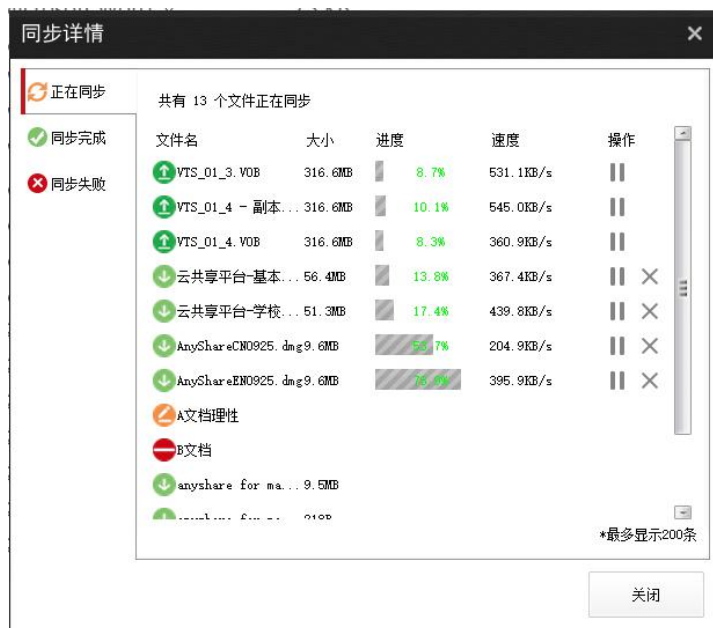 同步详情
正在同步
同步完成
同步失败
共有 13 个文件正在同步
文件名 大小 进度 速度 操作
VTS_01_3.VOB 316.6MB 8.7% 531.1KB/s
VTS_01_4 - 副本... 316.6MB 10.1% 545.0KB/s
VTS_01_4.VOB 316.6MB 8.3% 360.9KB/s
云共享平台-基本... 56.4MB 13.8% 367.4KB/s
云共享平台-学校... 51.3MB 17.4% 439.8KB/s
AnyShareCN0925.dmg 9.6MB 53.7% 204.9KB/s
AnyShareEN0925.dmg 9.6MB 395.9KB/s
A文档理性
B文档
anyshare for ma... 9.5MB
*最多显示200条
关闭